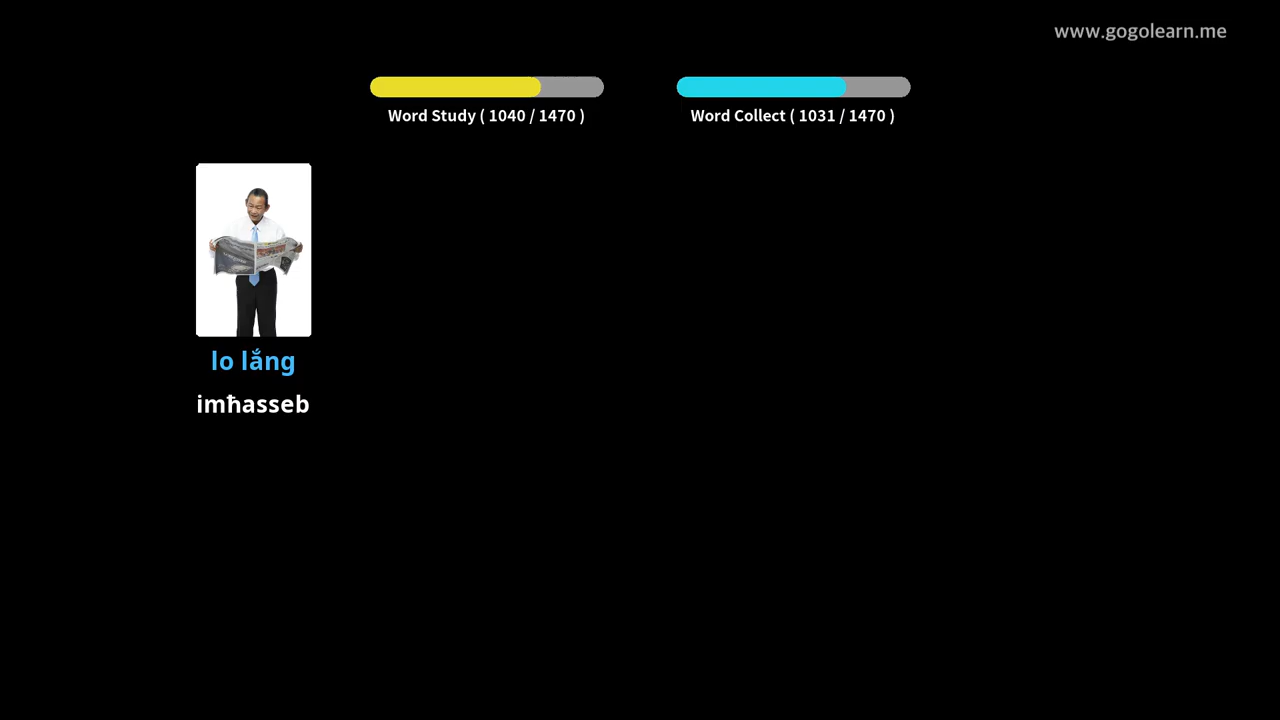 www.gogolearn.me
Word Study ( 1040 / 1470 )
Word Collect ( 1031 / 1470 )
lo lắng
imħasseb